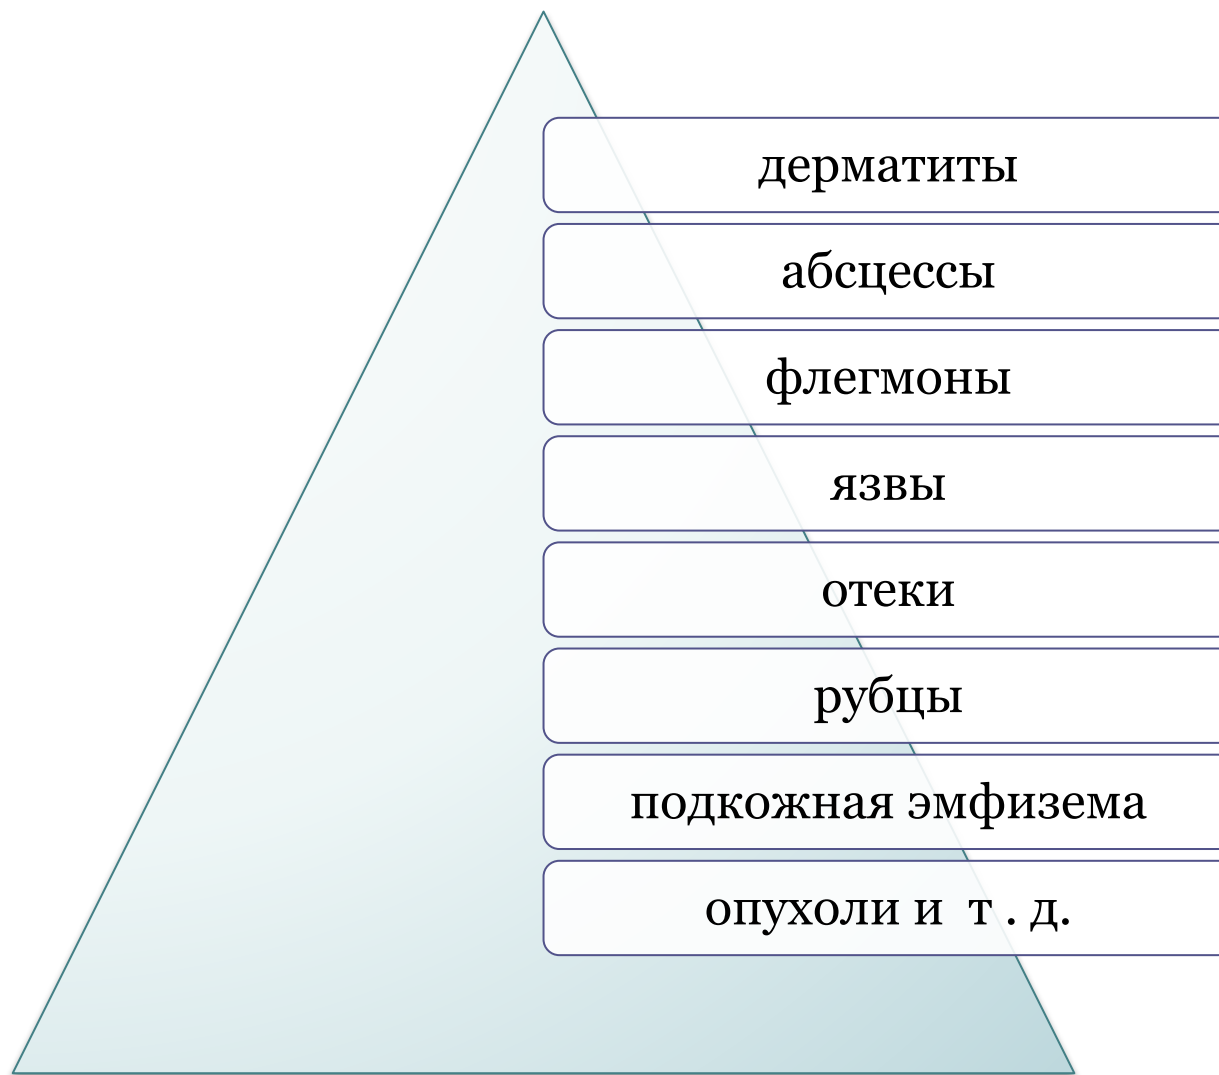 дерматиты
абсцессы
флегмоны
язвы
отеки
рубцы
подкожная эмфизема
опухоли и т . д.